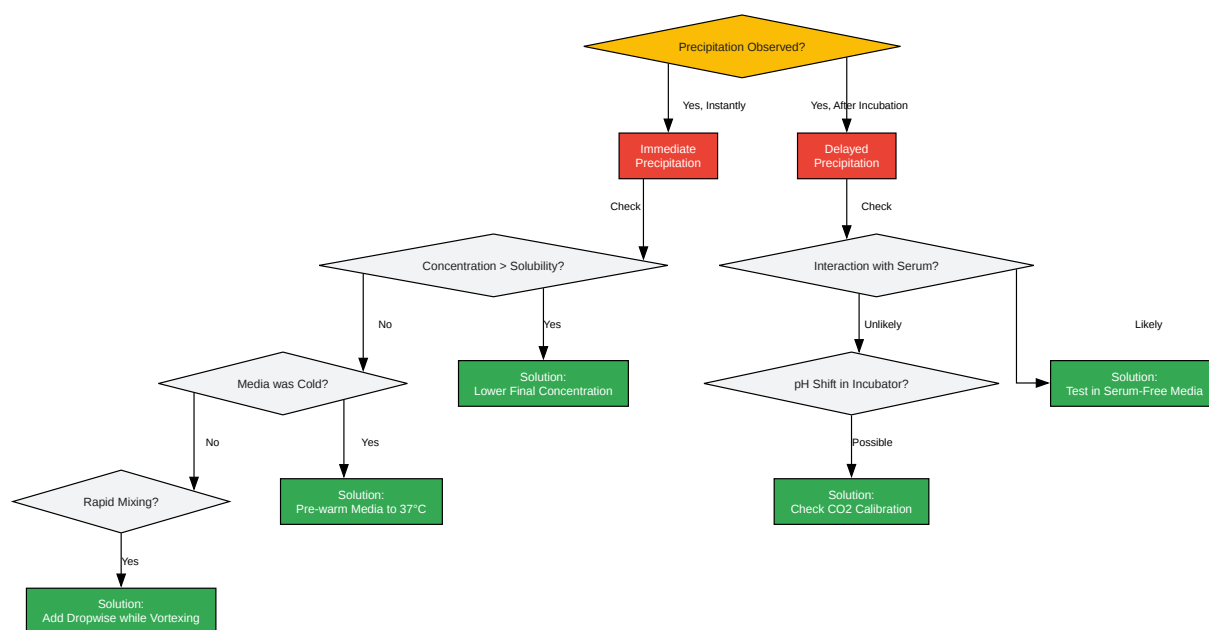 Precipitation Observed?
Yes, Instantly
Yes, After Incubation
Immediate
Precipitation
Delayed
Precipitation
Check
Check
Concentration > Solubility?
Interaction with Serum?
No
Yes
Unlikely
Likely
Media was Cold?
Solution:
Lower Final Concentration
pH Shift in Incubator?
Solution:
Test in Serum-Free Media
No
Yes
Possible
Rapid Mixing?
Solution:
Pre-warm Media to 37°C
Solution:
Check CO2 Calibration
Yes
Solution:
Add Dropwise while Vortexing